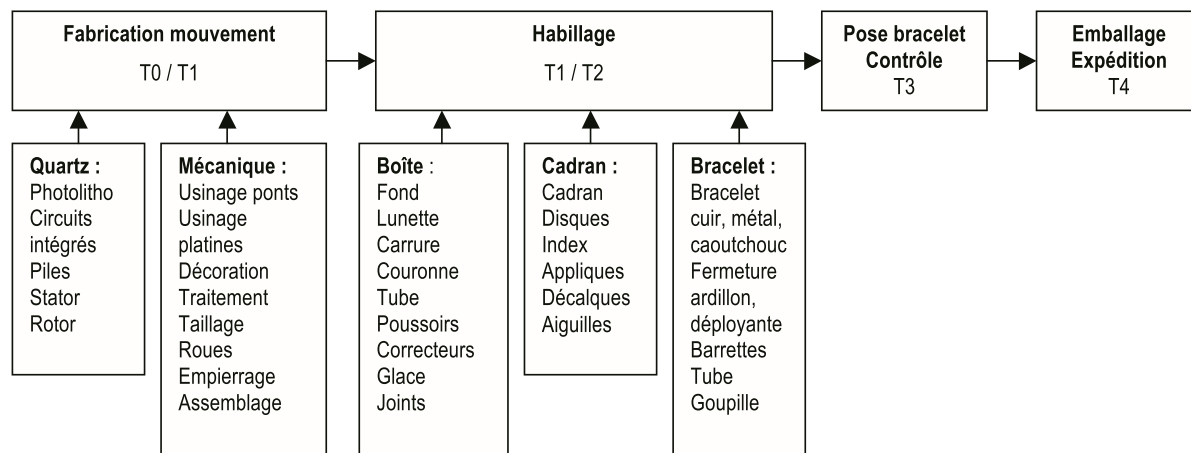 Fabrication mouvement
T0 / T1
Habillage
T1 / T2
Pose bracelet
Contrôle
T3
Emballage
Expédition
T4
Quartz :
Photolitho
Circuits
intégrés
Piles
Stator
Rotor
Mécanique :
Usinage ponts
Usinage
platines
Décoration
Traitement
Taillage
Roues
Empierrage
Assemblage
Boîte :
Fond
Lunette
Carrure
Couronne
Tube
Poussoirs
Correcteurs
Glace
Joints
Cadran :
Cadran
Disques
Index
Appliques
Décalques
Aiguilles
Bracelet :
Bracelet
cuir, métal,
caoutchouc
Fermeture
ardillon,
déployante
Barrettes
Tube
Goupille